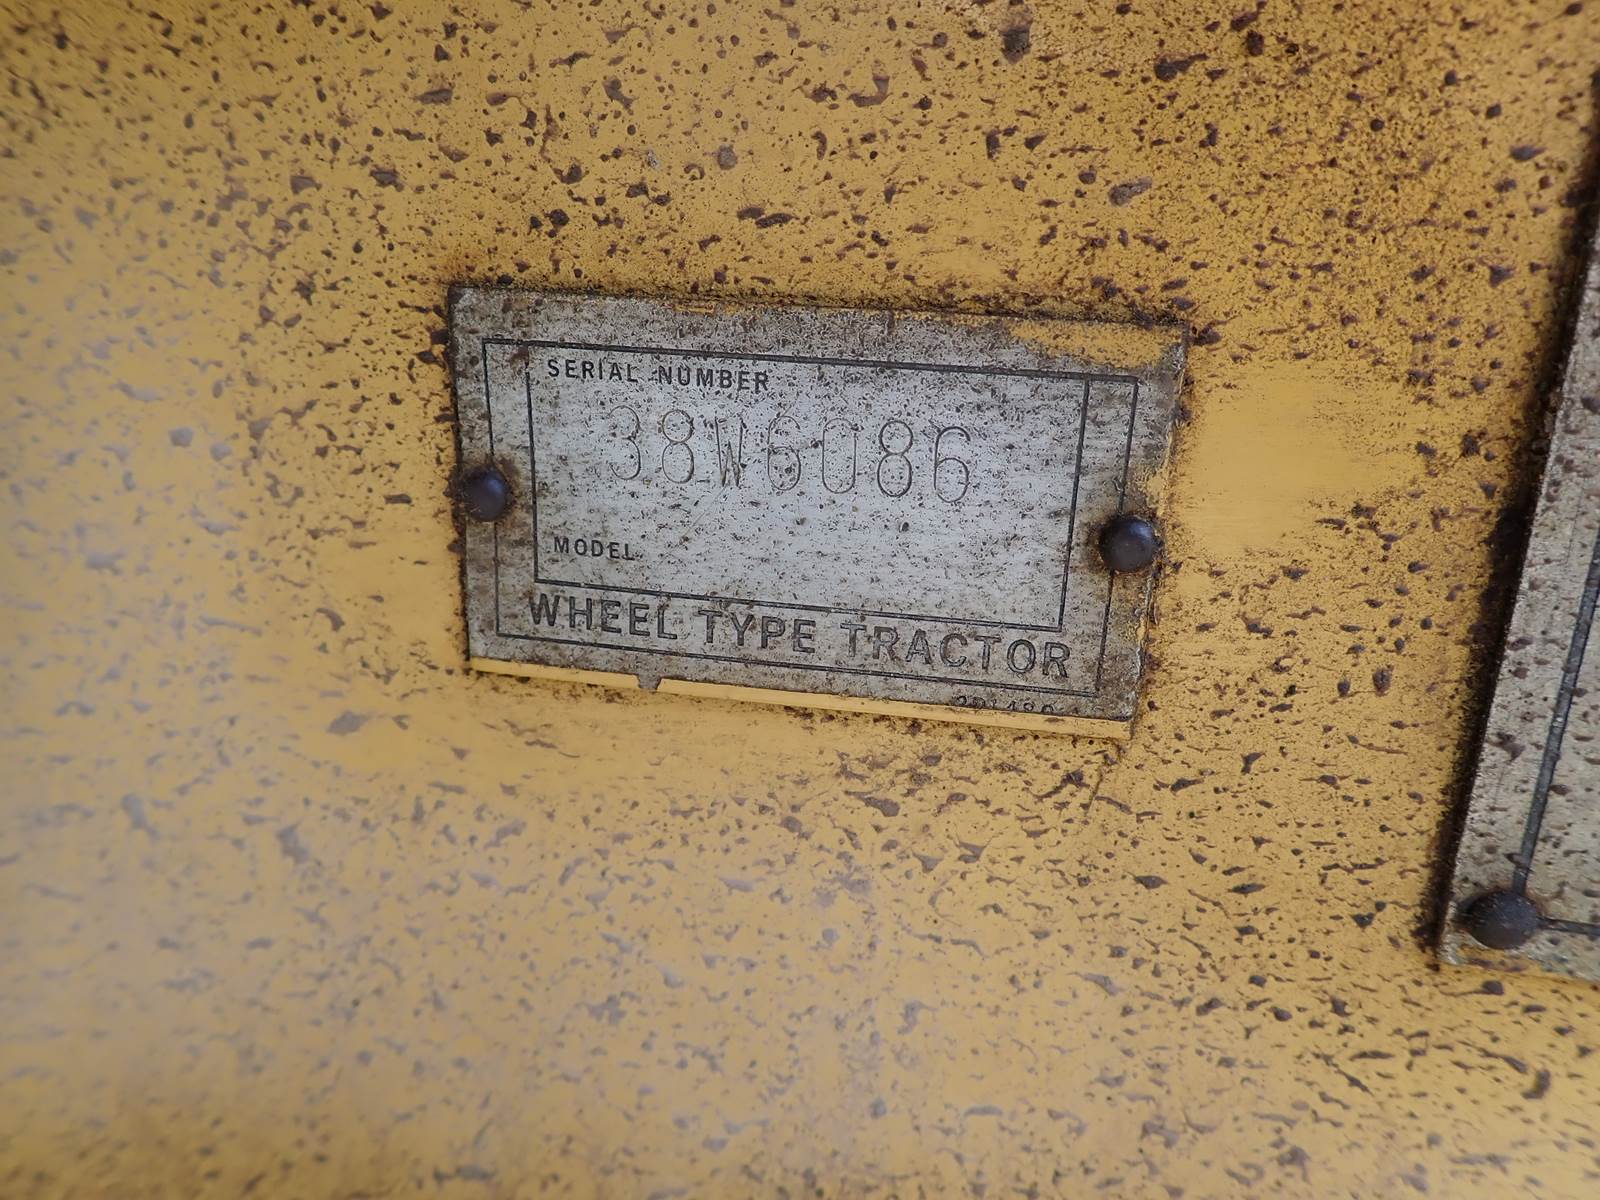 SERIAL NUMBER
38W6086
MODEL
WHEEL TYPE TRACTOR